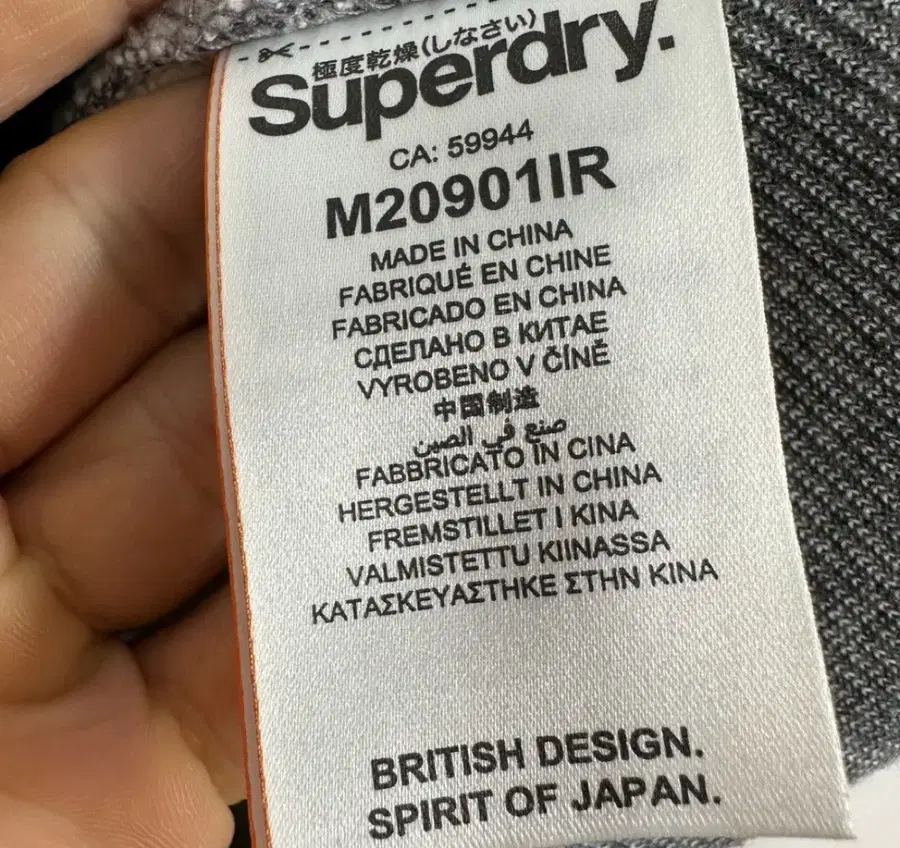 極度乾燥(しなさい)
Superdry.
CA: 59944
M20901IR
MADE IN CHINA
FABRIQUÉ EN CHINE
FABRICADO EN CHINA
СДЕЛАНО В КИТАЕ
VYROBENO V ČÍNĚ
中国制造
صنع في الصين
FABBRICATO IN CINA
HERGESTELLT IN CHINA
FREMSTILLET I KINA
VALMISTETTU KIINASSA
ΚΑΤΑΣΚΕΥΑΣΤΗΚΕ ΣΤΗΝ ΚΙΝΑ
BRITISH DESIGN.
SPIRIT OF JAPAN.